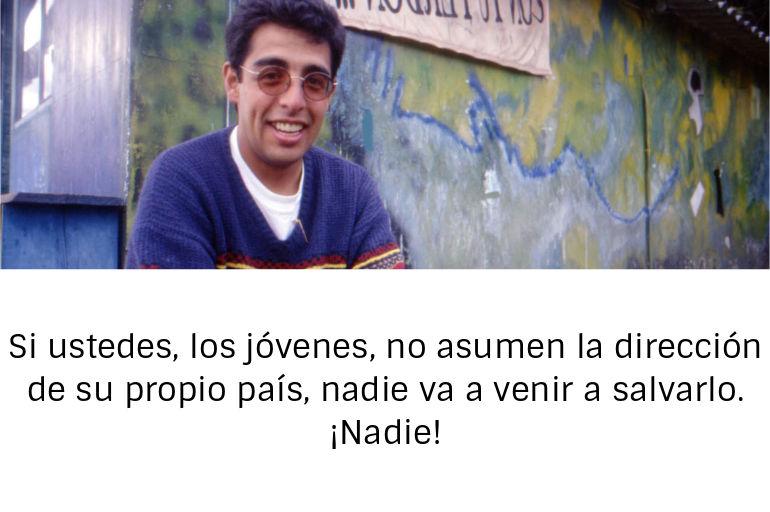 Si ustedes, los jóvenes, no asumen la dirección
de su propio país, nadie va a venir a salvarlo.
¡Nadie!